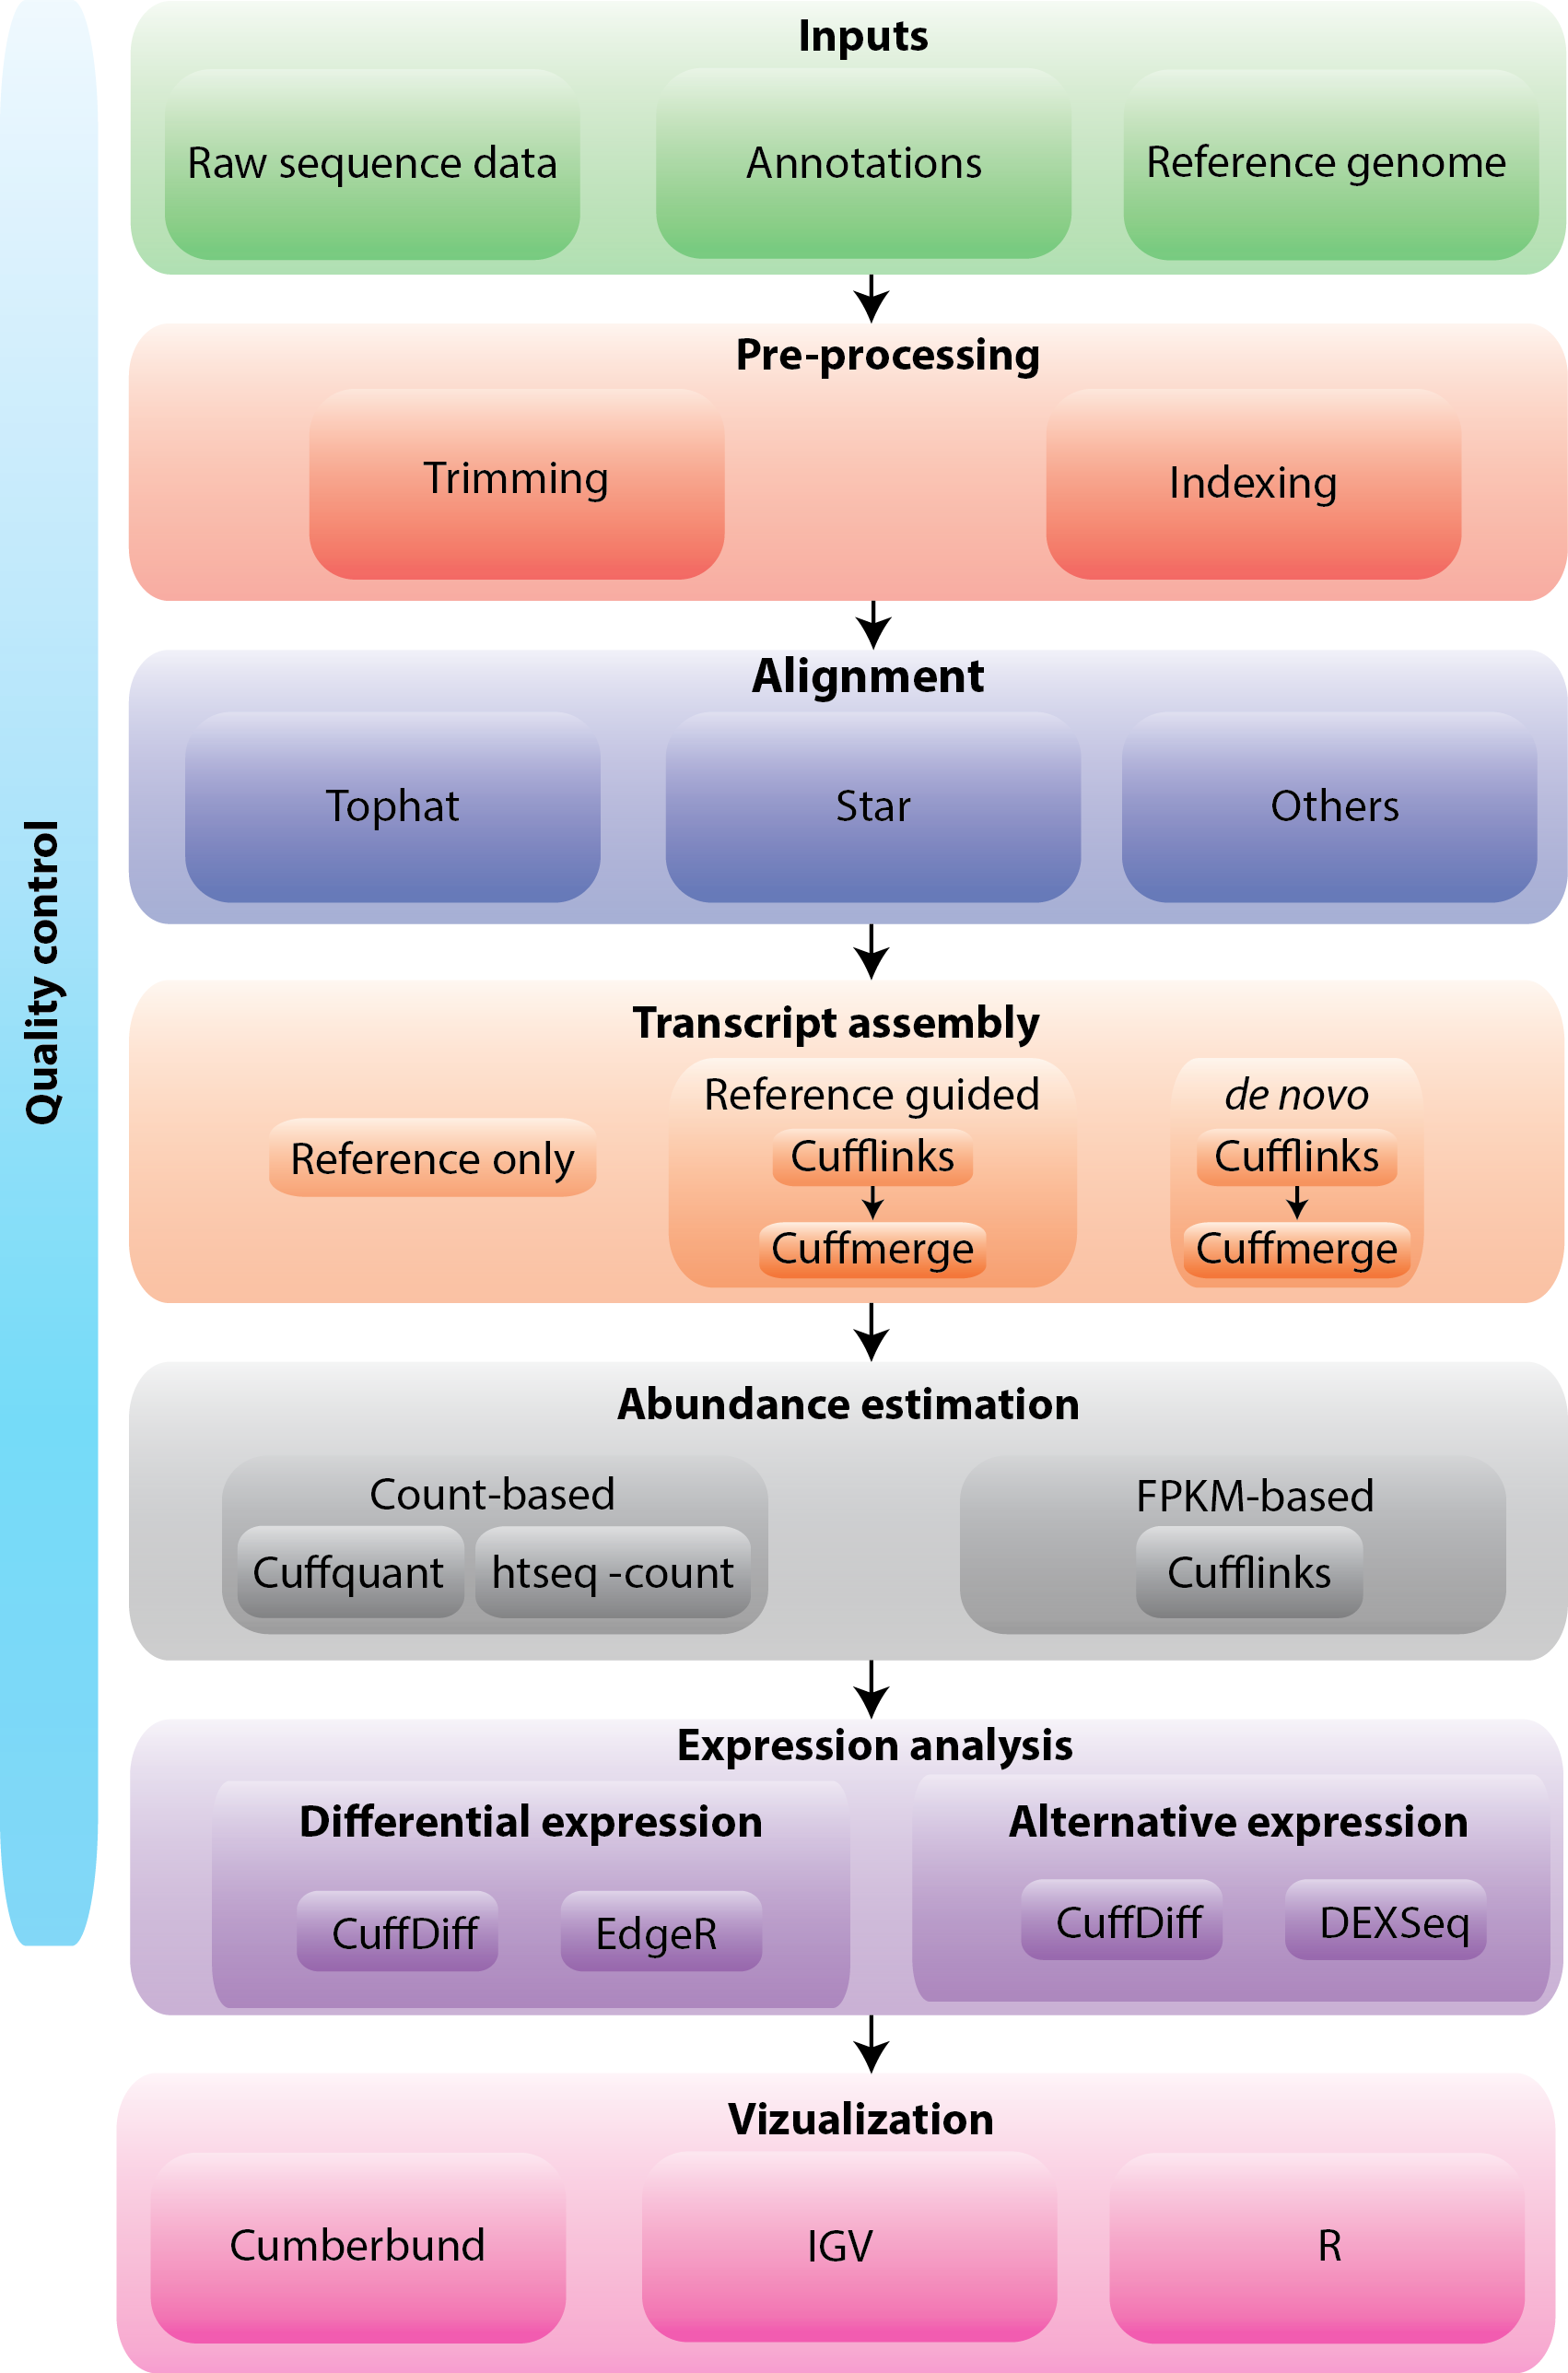 Inputs
Raw sequence data
Annotations
Reference genome
Pre-processing
Trimming
Indexing
Alignment
Tophat
Star
Others
Quality control
Transcript assembly
Reference only
Reference guided
Cufflinks
Cuffmerge
de novo
Cufflinks
Cuffmerge
Abundance estimation
Count-based
Cuffquant
htseq -count
FPKM-based
Cufflinks
Expression analysis
Differential expression
CuffDiff
EdgeR
Alternative expression
CuffDiff
DEXSeq
Vizualization
Cumberbund
IGV
R